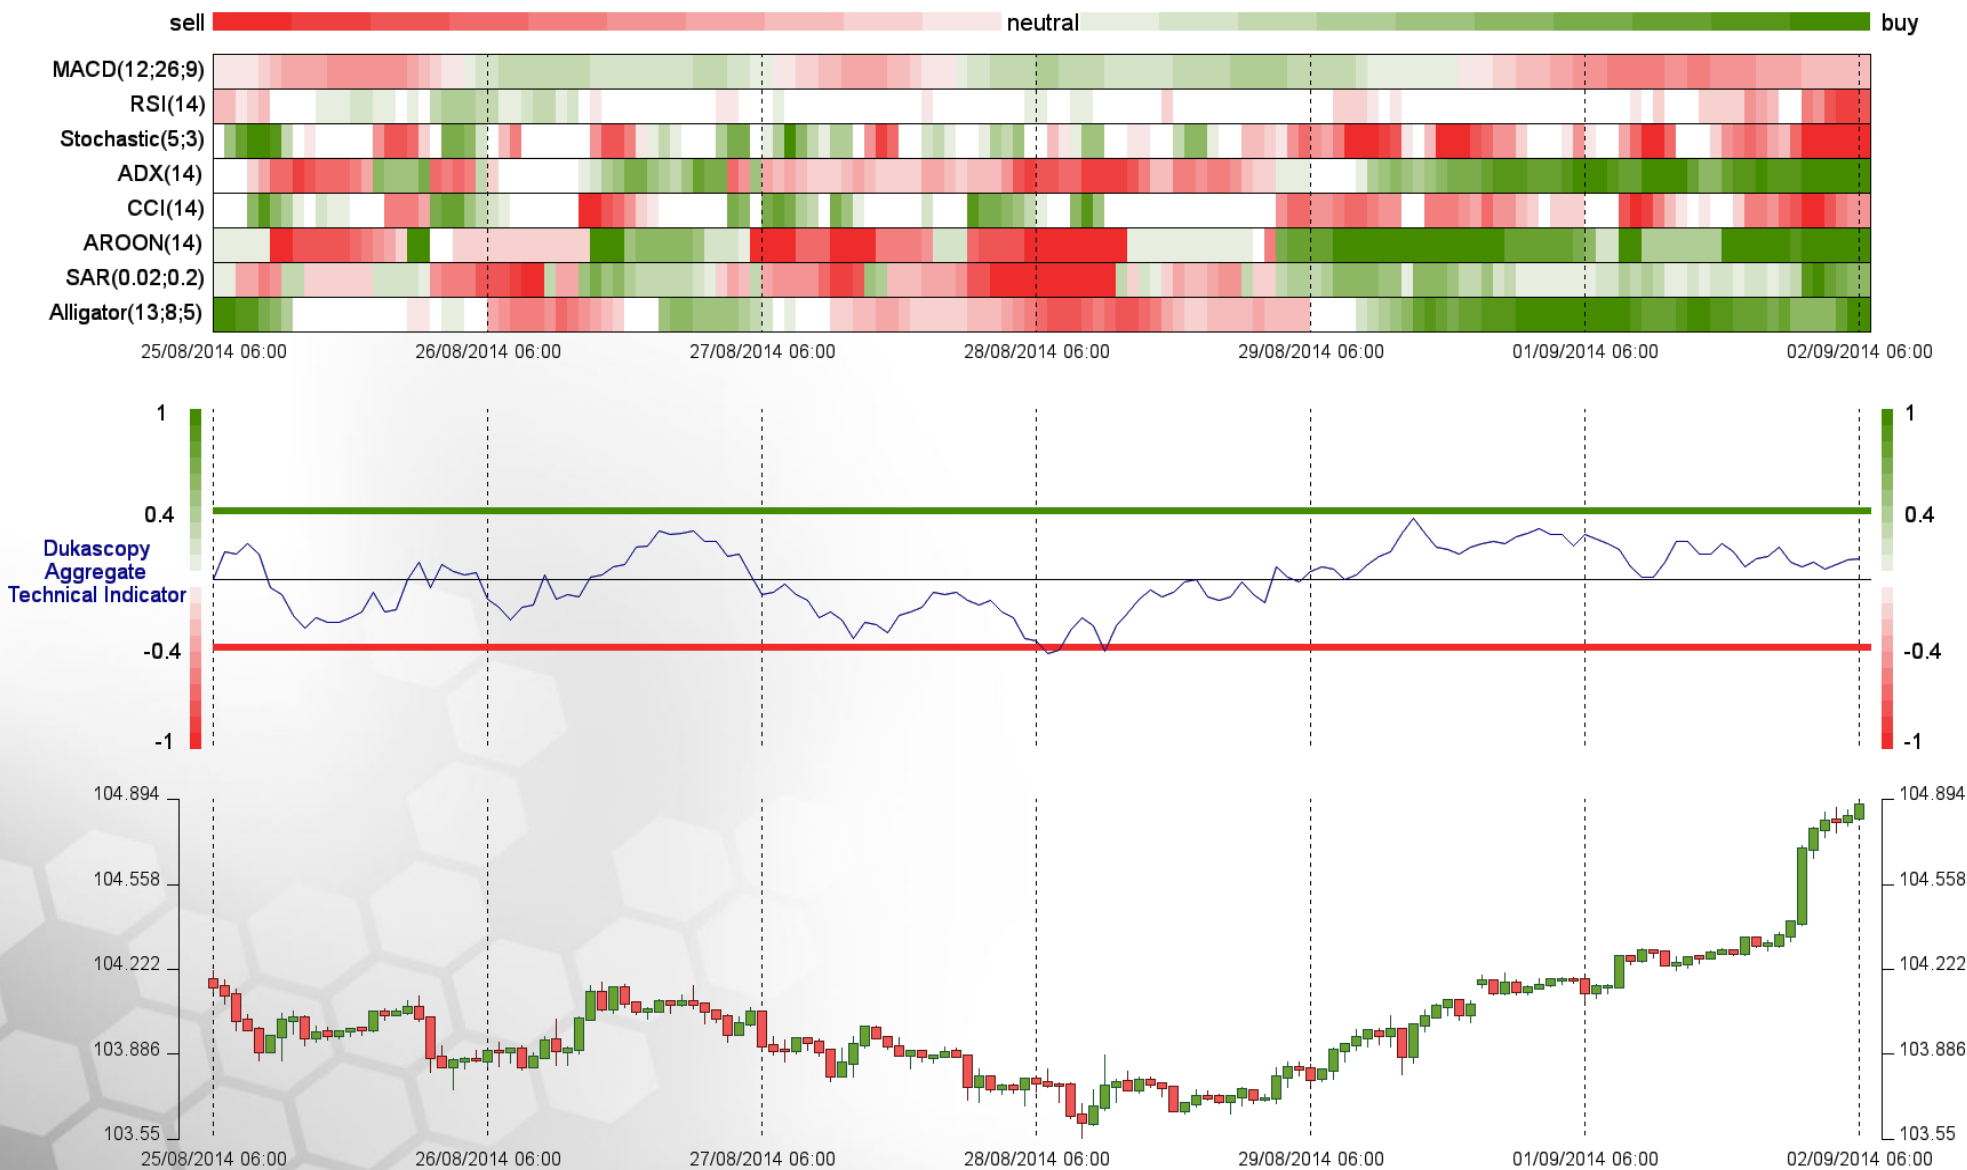 sell neutral buy
MACD(12;26;9)
RSI(14)
Stochastic(5;3)
ADX(14)
CCI(14)
AROON(14)
SAR(0.02;0.2)
Alligator(13;8;5)
25/08/2014 06:00 26/08/2014 06:00 27/08/2014 06:00 28/08/2014 06:00 29/08/2014 06:00 01/09/2014 06:00 02/09/2014 06:00
1 1
0.4 0.4
Dukascopy
Aggregate
Technical Indicator
-0.4 -0.4
-1 -1
104.894 104.894
104.558 104.558
104.222 104.222
103.886 103.886
103.55 103.55
25/08/2014 06:00 26/08/2014 06:00 27/08/2014 06:00 28/08/2014 06:00 29/08/2014 06:00 01/09/2014 06:00 02/09/2014 06:00